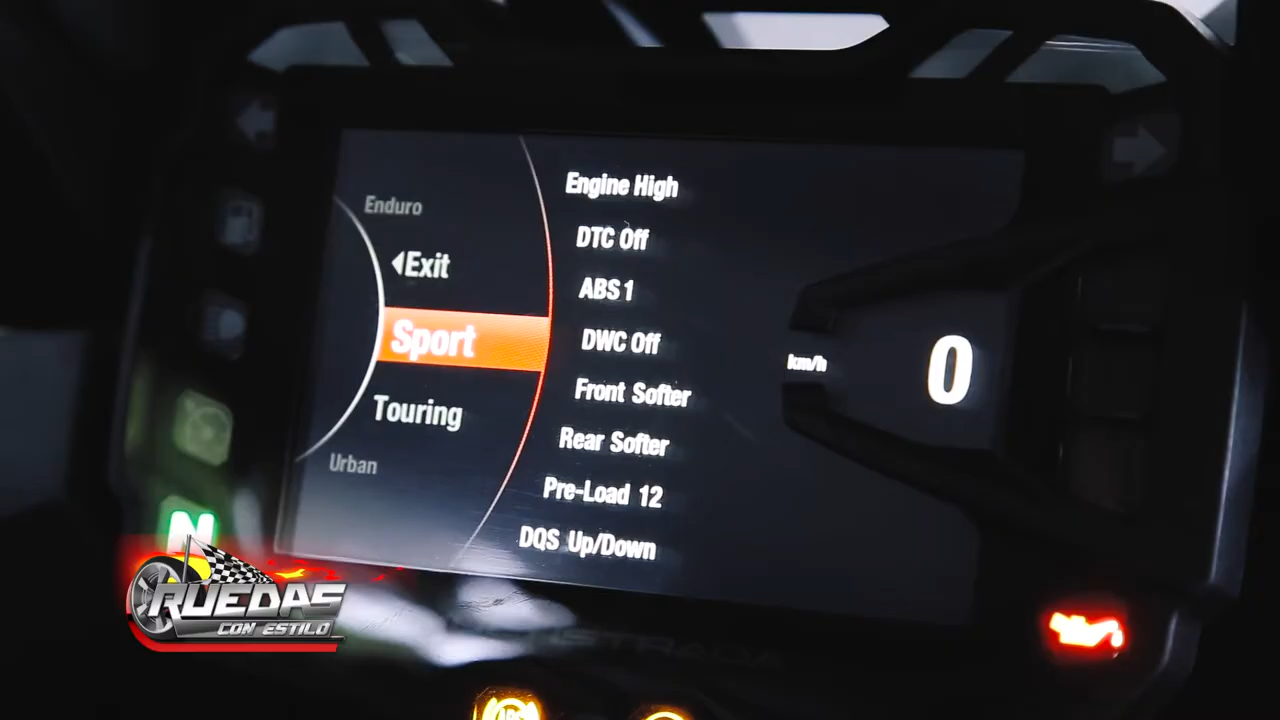 Enduro
Exit
Sport
Touring
Urban
Engine High
DTC Off
ABS 1
DWC Off
Front Softer
Rear Softer
Pre-Load 12
DQS Up/Down
km/h
0
N
RUEDAS
CON ESTILO
ABS